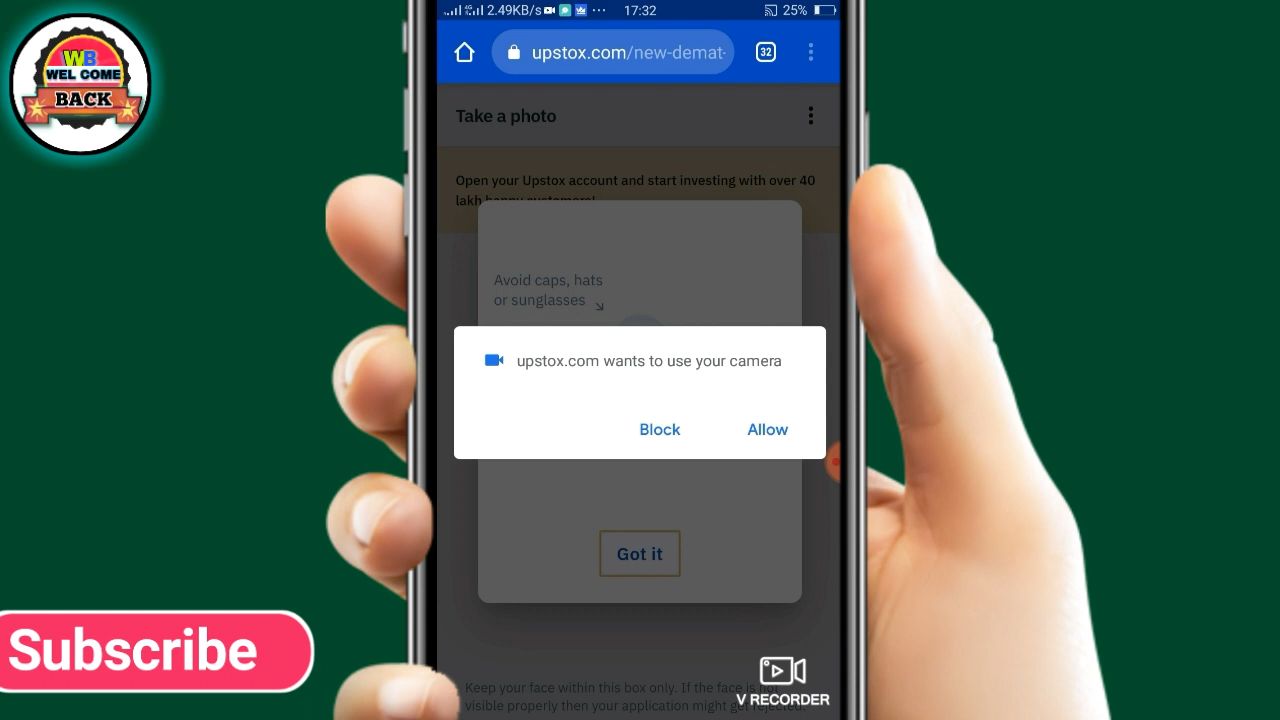 WB
WEL COME
BACK
2.49KB/s
17:32
25%
upstox.com/new-demat-
32
Take a photo
Open your Upstox account and start investing with over 40
lakh happy customers!
Avoid caps, hats
or sunglasses
upstox.com wants to use your camera
Block
Allow
Got it
Keep your face within this box only. If the face is not
visible properly then your application might get rejected.
V RECORDER
Subscribe